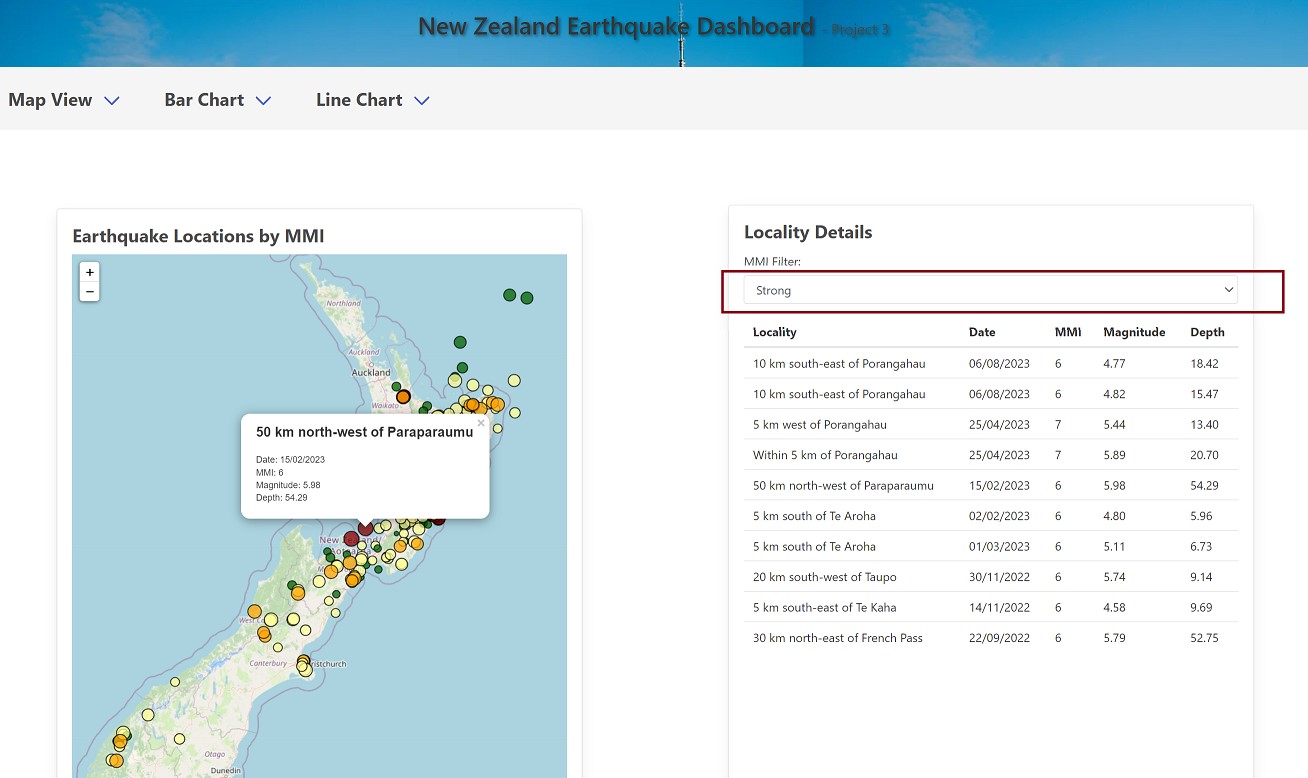 New Zealand Earthquake Dashboard - Project 3
Map View Bar Chart Line Chart
Earthquake Locations by MMI
+
−
Northland
Auckland
Auckland
Waikato
50 km north-west of Paraparaumu ×
Date: 15/02/2023
MMI: 6
Magnitude: 5.98
Depth: 54.29
New Zealand/
Aotearoa
Canterbury
Otago
Dunedin
Locality Details
MMI Filter:
Strong
Locality Date MMI Magnitude Depth
10 km south-east of Porangahau 06/08/2023 6 4.77 18.42
10 km south-east of Porangahau 06/08/2023 6 4.82 15.47
5 km west of Porangahau 25/04/2023 7 5.44 13.40
Within 5 km of Porangahau 25/04/2023 7 5.89 20.70
50 km north-west of Paraparaumu 15/02/2023 6 5.98 54.29
5 km south of Te Aroha 02/02/2023 6 4.80 5.96
5 km south of Te Aroha 01/03/2023 6 5.11 6.73
20 km south-west of Taupo 30/11/2022 6 5.74 9.14
5 km south-east of Te Kaha 14/11/2022 6 4.58 9.69
30 km north-east of French Pass 22/09/2022 6 5.79 52.75